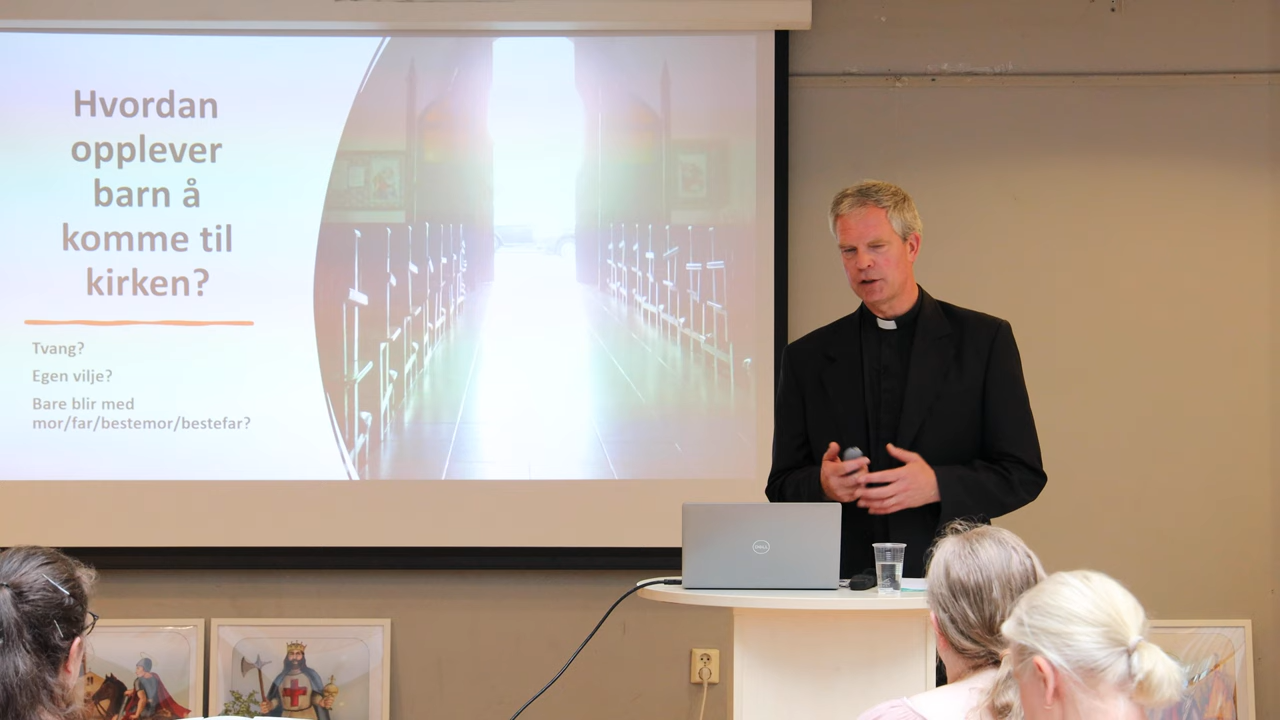 Hvordan
opplever
barn å
komme til
kirken?
Tvang?
Egen vilje?
Bare blir med
mor/far/bestemor/bestefar?
DELL